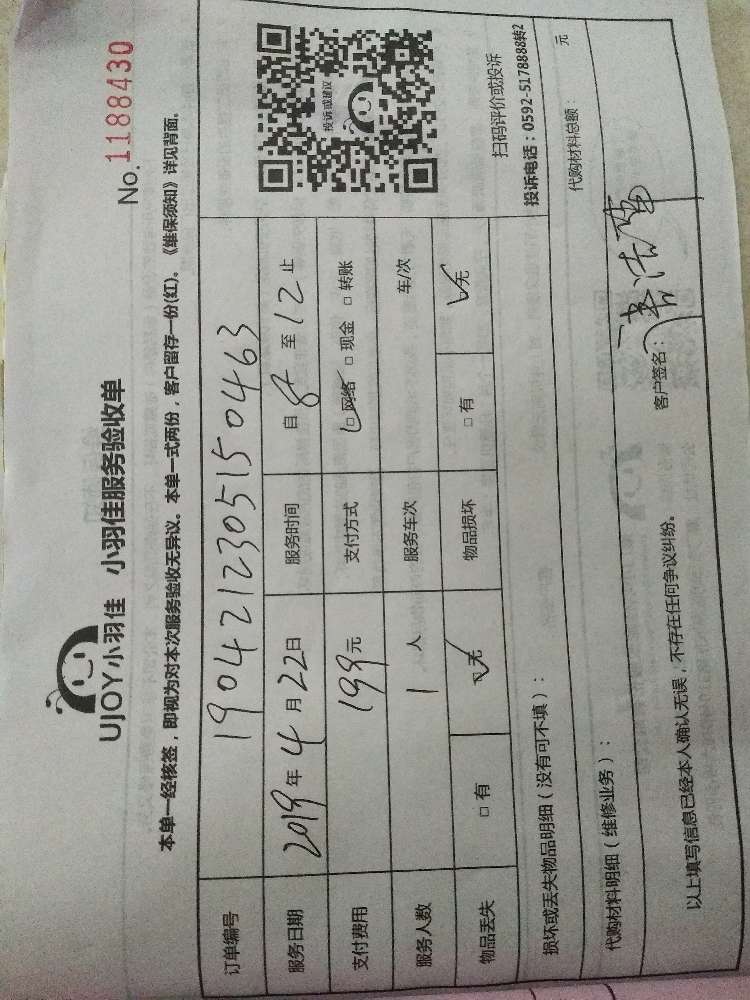 UJOY小羽佳 小羽佳服务验收单
No. 1188430
本单一经核签，即视为对本次服务验收无异议。本单一式两份，客户留存一份(红)。《维保须知》详见背面。
订单编号 190421230515150463
服务日期 2019年4月22日 服务时间 自8至12止
支付费用 199元 支付方式 □网络 □现金 □转账
服务人数 1人 服务车次 车/次
物品丢失 □有 □无 物品损坏 □有 □无
投诉或建议
扫码评价或投诉
投诉电话：0592-5178888转2
损坏或丢失物品明细（没有可不填）：
代购材料明细（维修业务）： 代购材料总额： 元
以上填写信息已经本人确认无误，不存在任何争议纠纷。 客户签名：